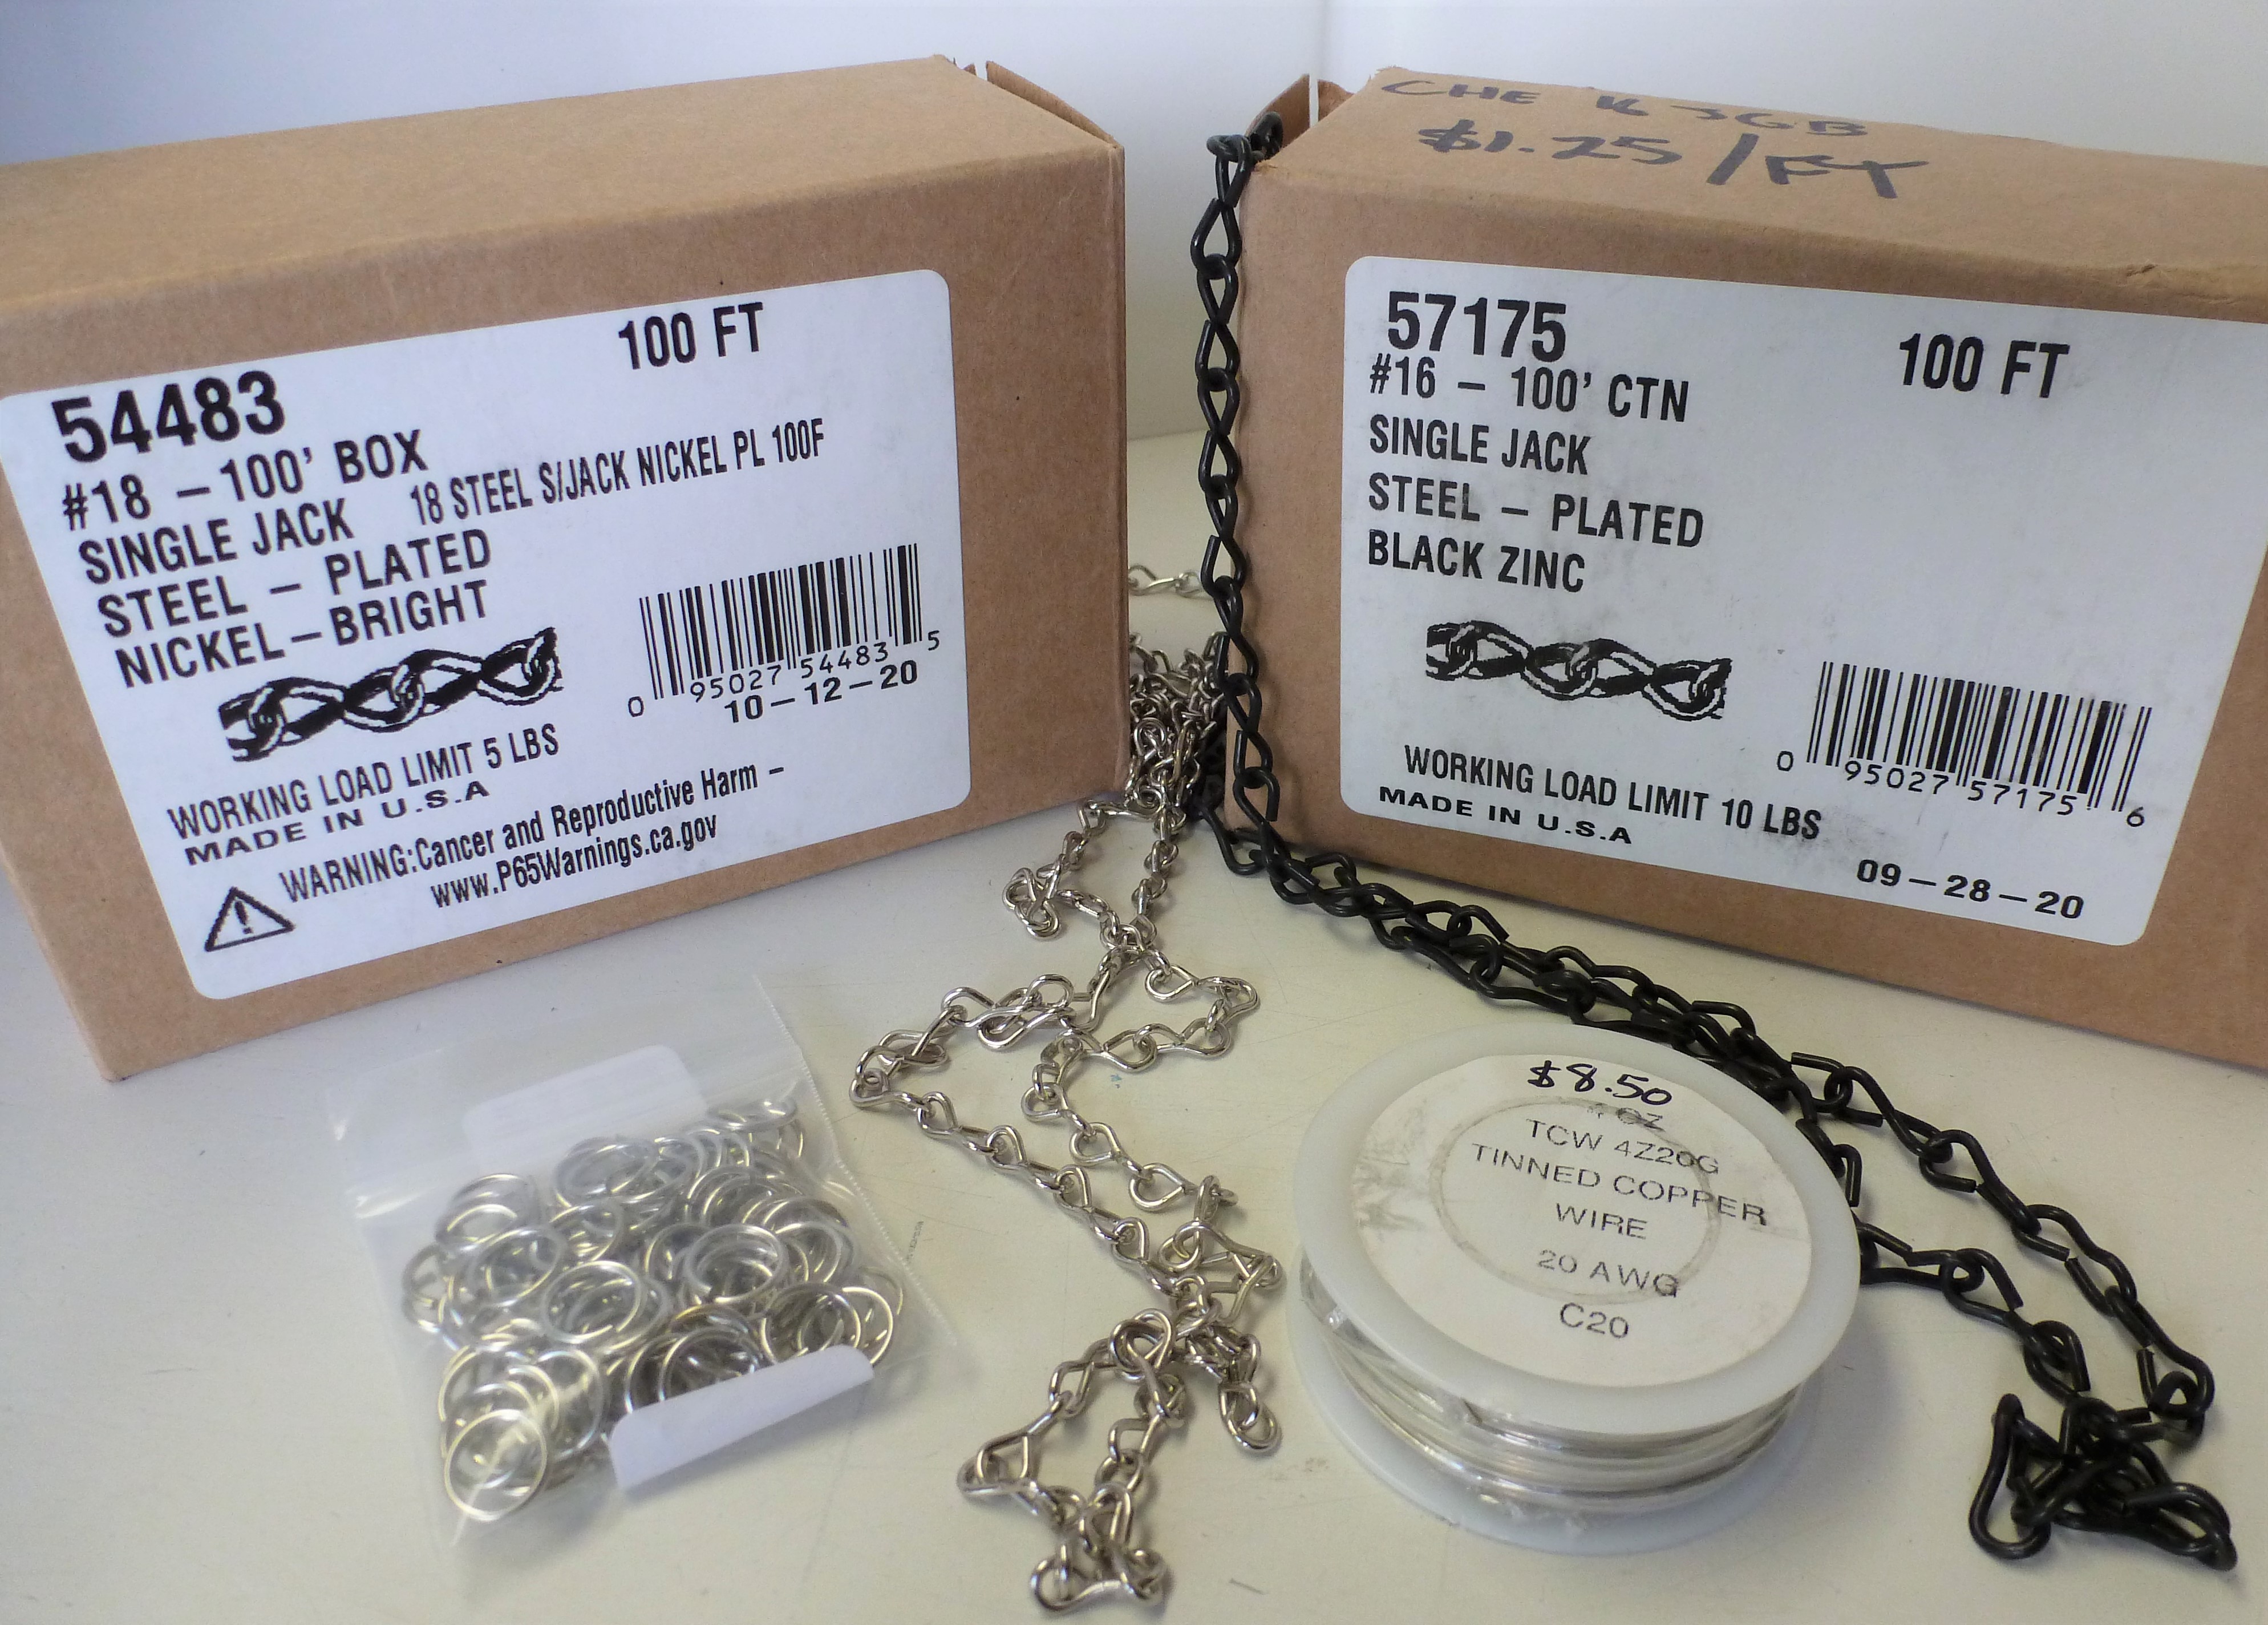 100 FT
54483
#18 – 100' BOX
SINGLE JACK 18 STEEL S/JACK NICKEL PL 100F
STEEL – PLATED
NICKEL – BRIGHT
0 95027 54483 5
10-12-20
WORKING LOAD LIMIT 5 LBS
MADE IN U.S.A
WARNING:Cancer and Reproductive Harm –
www.P65Warnings.ca.gov
$1.25/FT
57175
100 FT
#16 – 100' CTN
SINGLE JACK
STEEL – PLATED
BLACK ZINC
0 95027 57175 6
WORKING LOAD LIMIT 10 LBS
MADE IN U.S.A
09-28-20
$8.50
OZ
TCW 4Z20G
TINNED COPPER
WIRE
20 AWG
C20